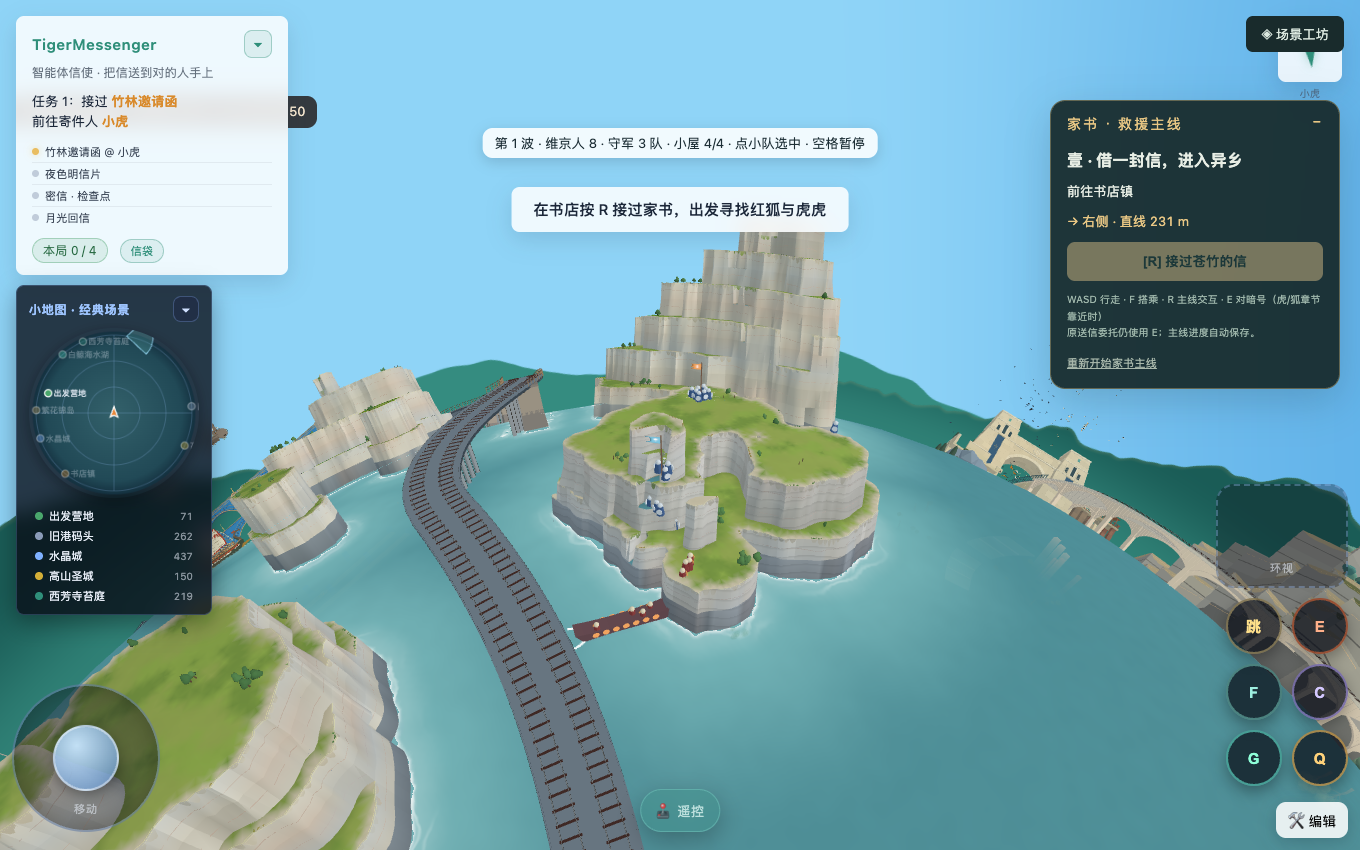 TigerMessenger
智能体信使 · 把信送到对的人手上
任务 1：接过 竹林邀请函
前往寄件人 小虎
竹林邀请函 @ 小虎
夜色明信片
密信 · 检查点
月光回信
本局 0 / 4
信袋
50
小地图 · 经典场景
西芳寺苔庭
白鲸海水湖
出发营地
繁花锦岛
水晶城
书店镇
出发营地 71
旧港码头 262
水晶城 437
高山圣城 150
西芳寺苔庭 219
移动
第 1 波 · 维京人 8 · 守军 3 队 · 小屋 4/4 · 点小队选中 · 空格暂停
在书店按 R 接过家书，出发寻找红狐与虎虎
遥控
◈ 场景工坊
小虎
家书 · 救援主线
−
壹 · 借一封信，进入异乡
前往书店镇
→ 右侧 · 直线 231 m
[R] 接过苍竹的信
WASD 行走 · F 搭乘 · R 主线交互 · E 对暗号（虎/狐章节
靠近时）
原送信委托仍使用 E；主线进度自动保存。
重新开始家书主线
环视
跳
E
F
C
G
Q
编辑